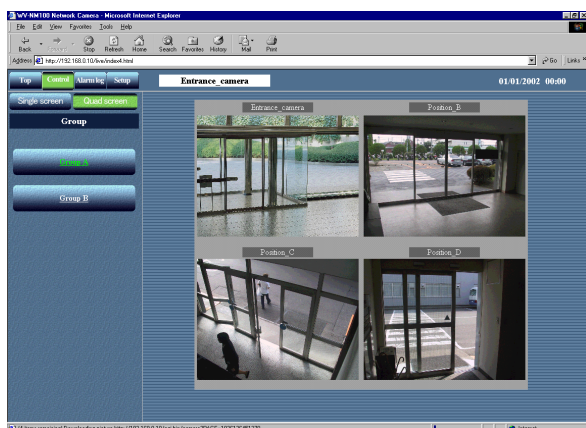 WV-NM100 Network Camera - Microsoft Internet Explorer
File Edit View Favorites Tools Help
Back Stop Refresh Home Search Favorites History Mail Print
Address http://192.168.0.10/live/index4.html Go Links
Top Control Alarm log Setup Entrance_camera 01/01/2002 00:00
Single screen Quad screen
Group
Group A
Group B
Entrance_camera Position_B
Position_C Position_D
Internet